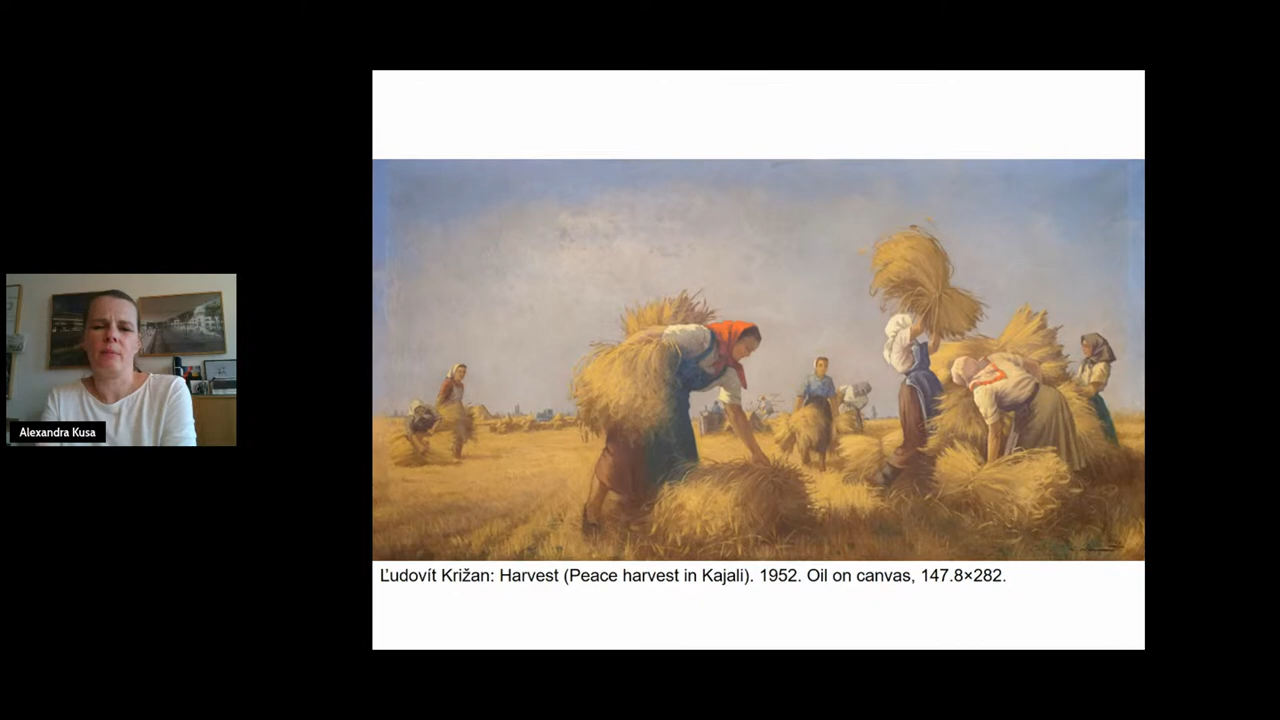 Alexandra Kusa
Ľudovít Križan: Harvest (Peace harvest in Kajali). 1952. Oil on canvas, 147.8×282.